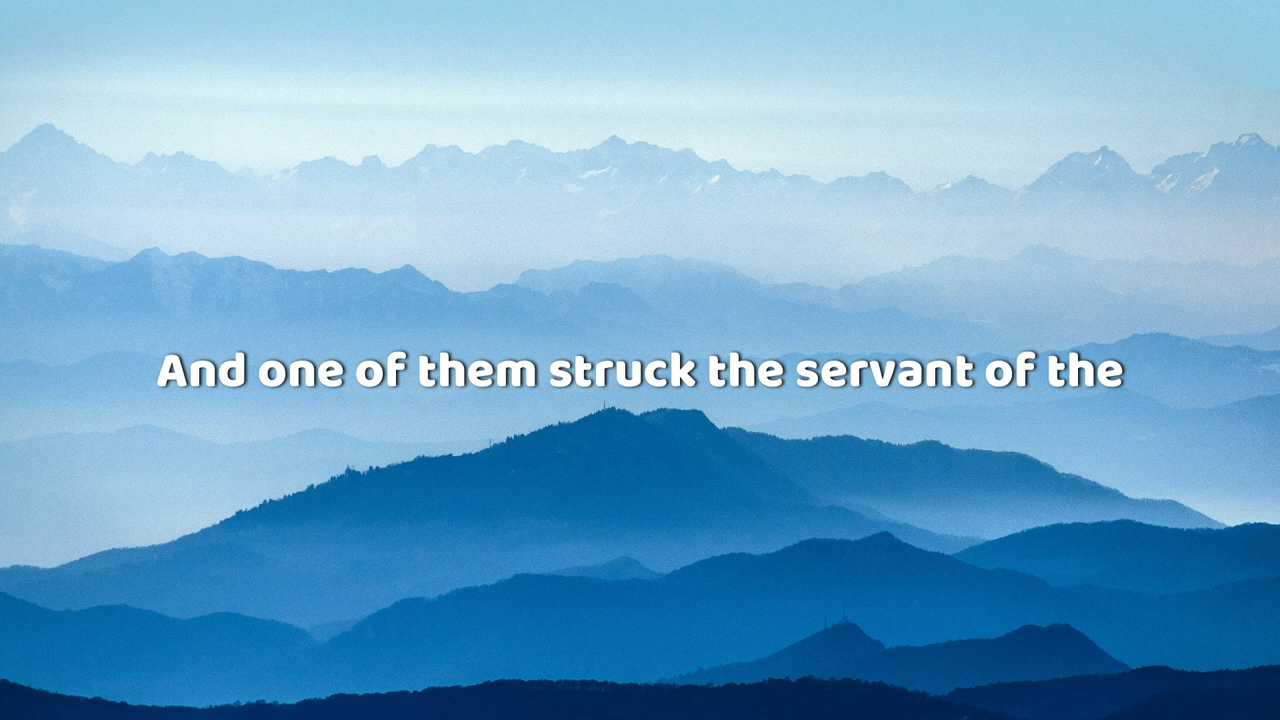 And one of them struck the servant of the